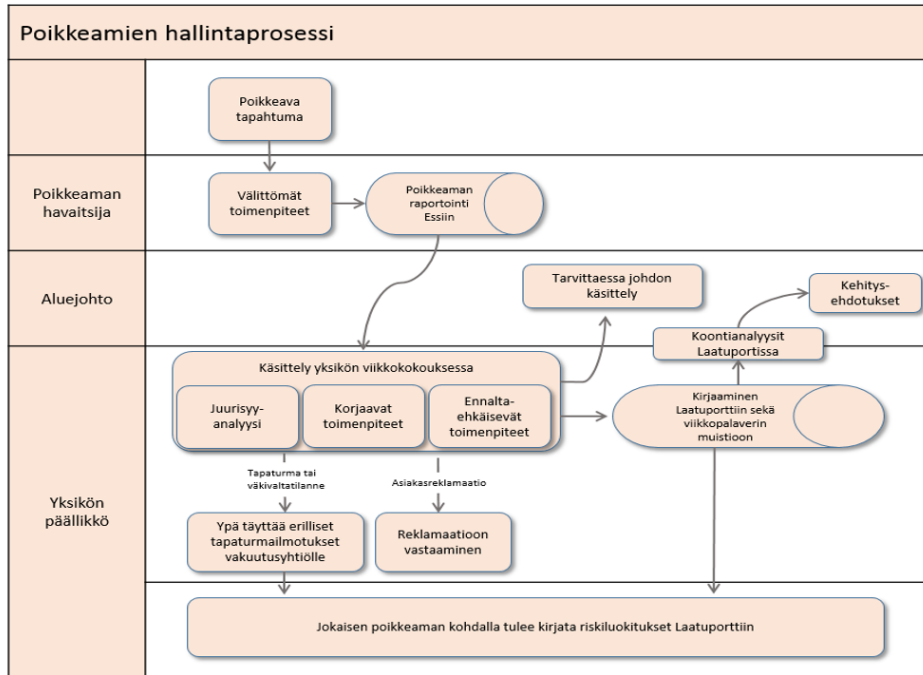 Poikkeamien hallintaprosessi
Poikkeava
tapahtuma
Poikkeaman
havaitsija
Välittömät
toimenpiteet
Poikkeaman
raportointi
Essiin
Aluejohto
Tarvittaessa johdon
käsittely
Kehitys-
ehdotukset
Koontianalyysit
Laatuportissa
Yksikön
päällikkö
Käsittely yksikön viikkokokouksessa
Juurisyy-
analyysi
Korjaavat
toimenpiteet
Ennalta-
ehkäisevät
toimenpiteet
Kirjaaminen
Laatuporttiin sekä
viikkopalaverin
muistioon
Tapaturma tai
väkivaltatilanne
Asiakasreklamaatio
Ypä täyttää erilliset
tapaturmailmotukset
vakuutusyhtiölle
Reklamaatioon
vastaaminen
Jokaisen poikkeaman kohdalla tulee kirjata riskiluokitukset Laatuporttiin